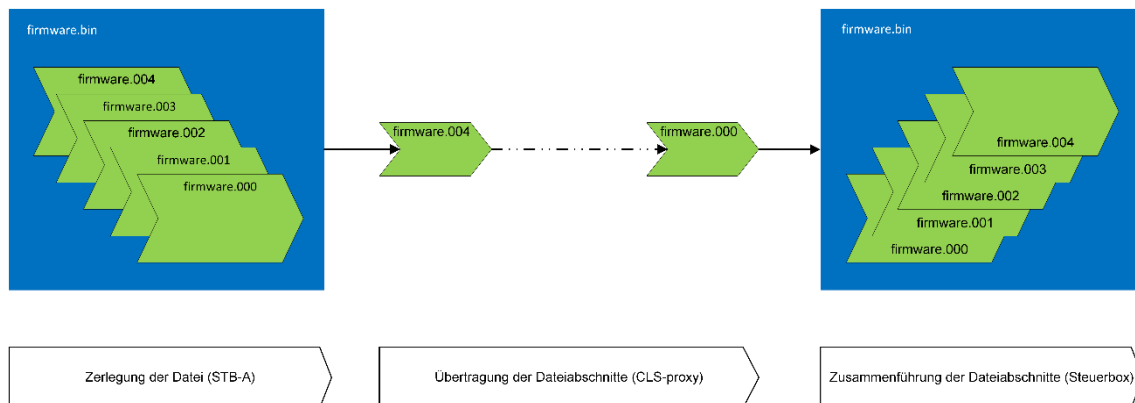 firmware.bin
firmware.004
firmware.003
firmware.002
firmware.001
firmware.000
firmware.004
firmware.000
firmware.bin
firmware.004
firmware.003
firmware.002
firmware.001
firmware.000
Zerlegung der Datei (STB-A)
Übertragung der Dateiabschnitte (CLS-proxy)
Zusammenführung der Dateiabschnitte (Steuerbox)